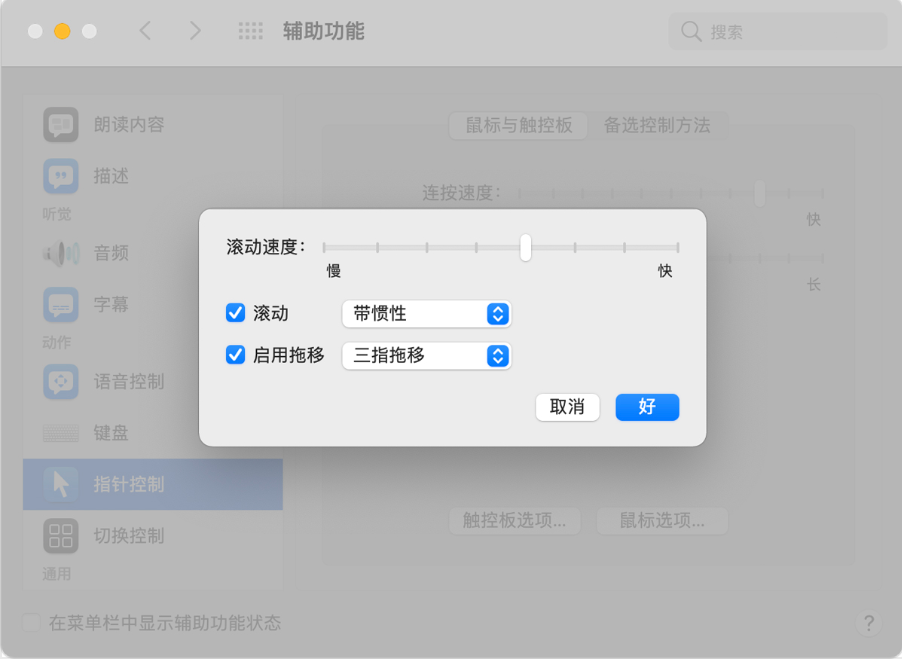 辅助功能
搜索
朗读内容
描述
听觉
音频
字幕
动作
语音控制
键盘
指针控制
切换控制
通用
鼠标与触控板 备选控制方法
连按速度：
快
长
滚动速度：
慢 快
滚动 带惯性
启用拖移 三指拖移
取消 好
触控板选项... 鼠标选项...
在菜单栏中显示辅助功能状态
?